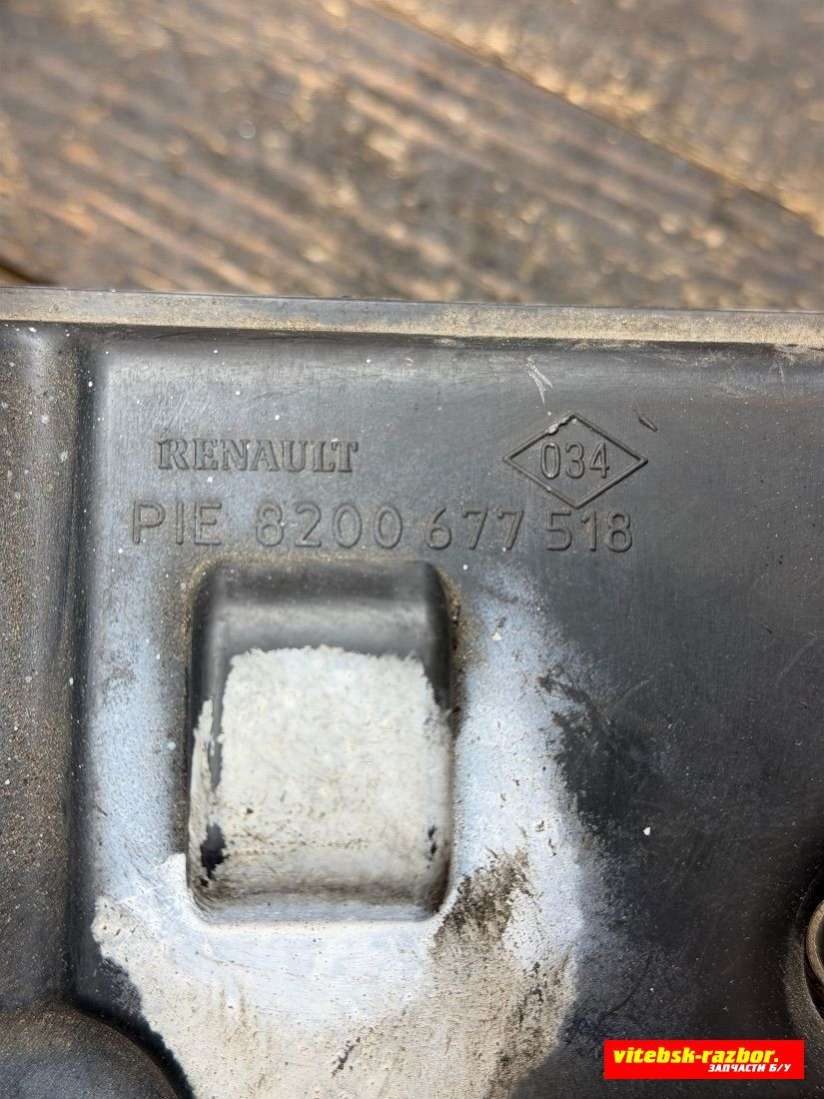 RENAULT 034
PIE 8200 677 518
vitebsk-razbor.
ЗАПЧАСТИ Б/У